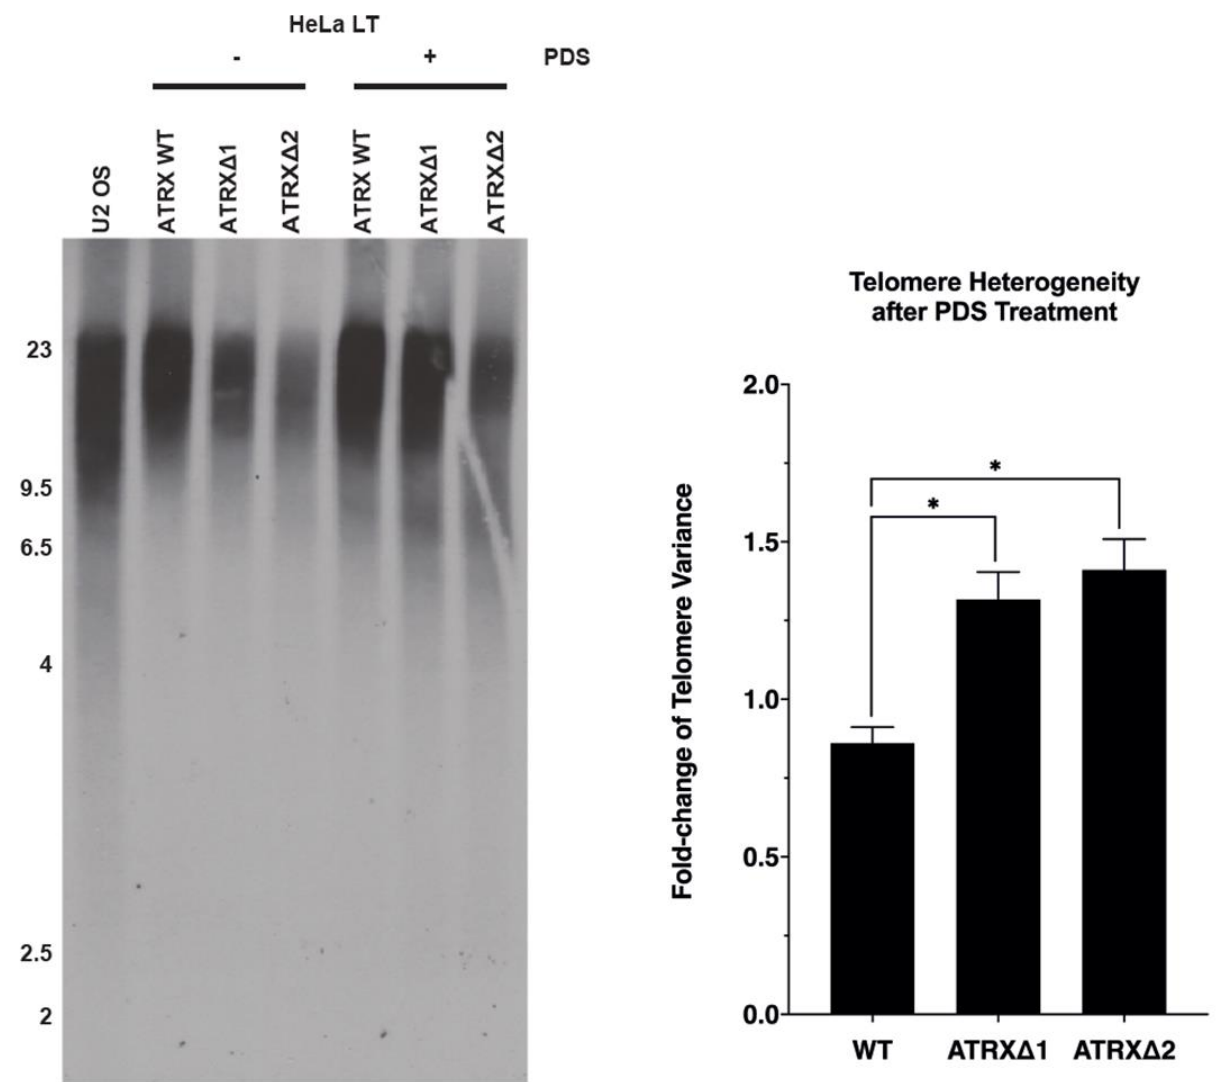 HeLa LT
- + PDS
U2 OS
ATRX WT
ATRXΔ1
ATRXΔ2
ATRX WT
ATRXΔ1
ATRXΔ2
23
9.5
6.5
4
2.5
2
Telomere Heterogeneity
after PDS Treatment
Fold-change of Telomere Variance
2.0
1.5
1.0
0.5
0.0
*
*
WT ATRXΔ1 ATRXΔ2